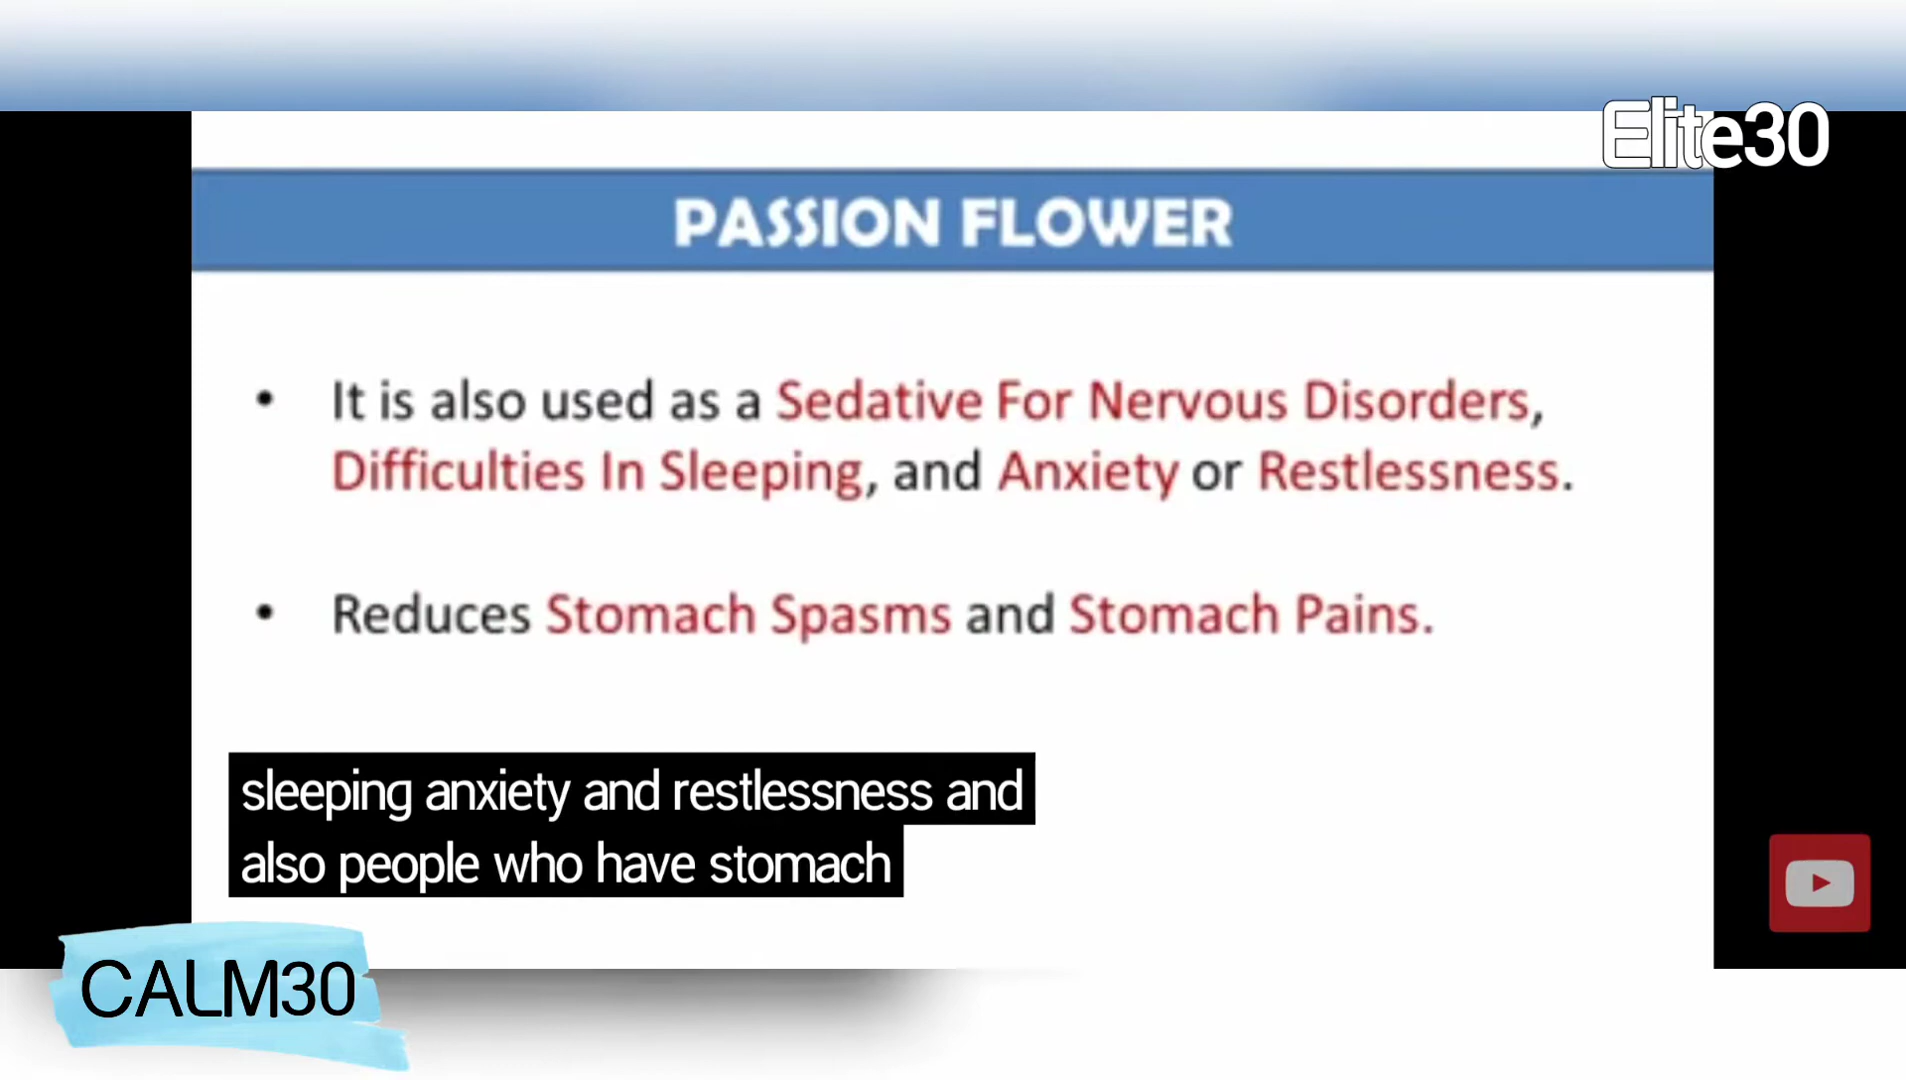 Elite30
PASSION FLOWER
• It is also used as a Sedative For Nervous Disorders,
Difficulties In Sleeping, and Anxiety or Restlessness.
• Reduces Stomach Spasms and Stomach Pains.
sleeping anxiety and restlessness and
also people who have stomach
CALM30